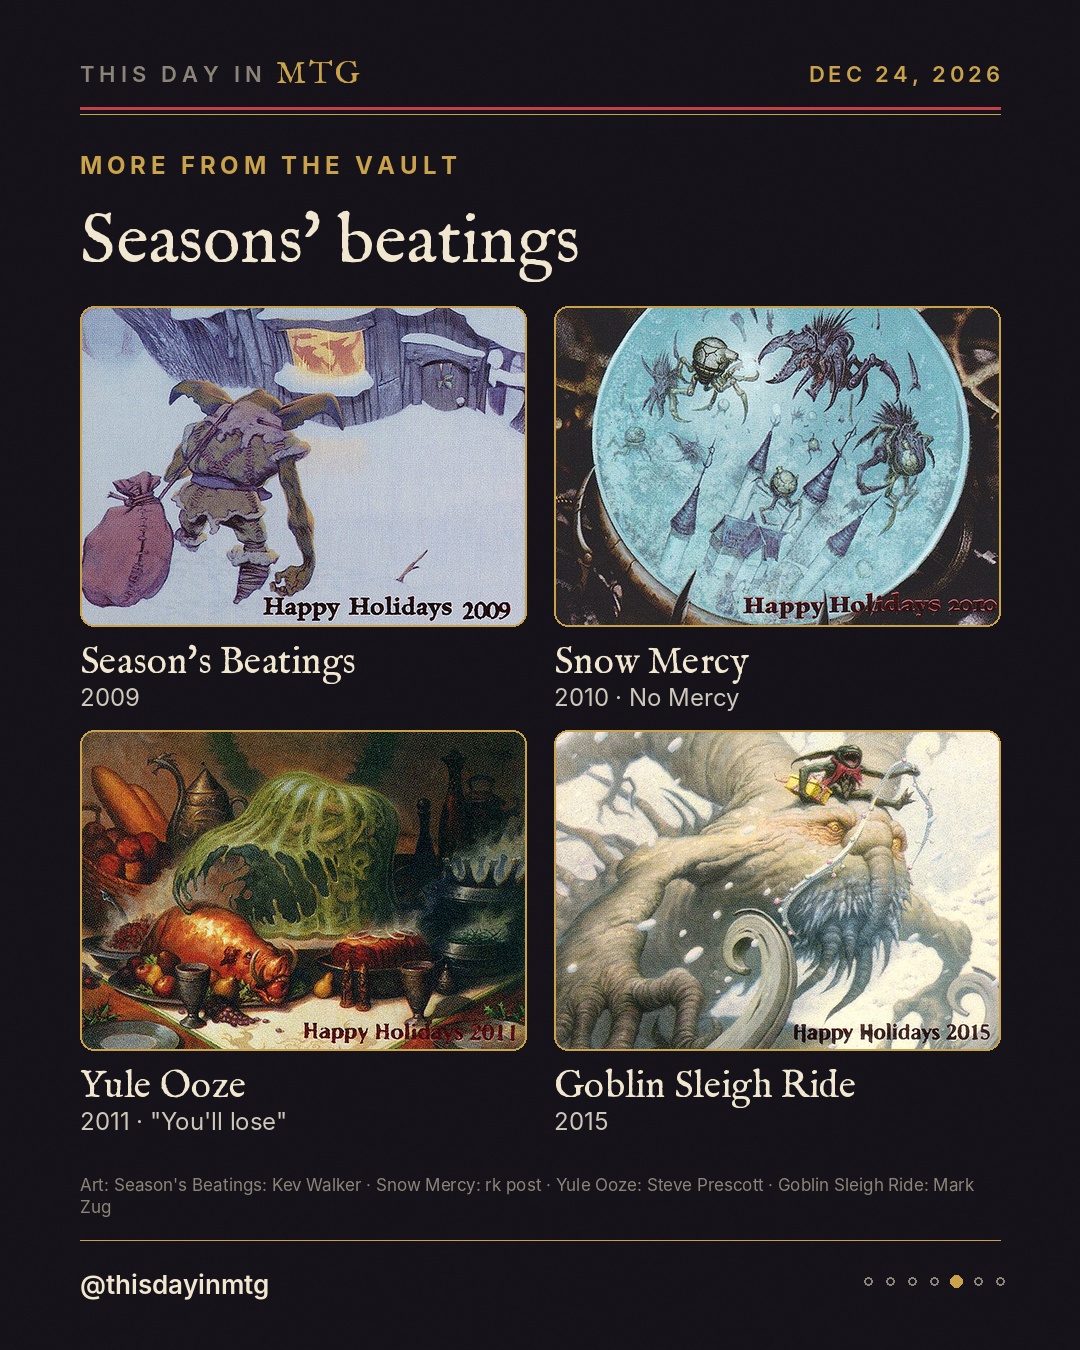 THIS DAY IN MTG
DEC 24, 2026
MORE FROM THE VAULT
Seasons’ beatings
Happy Holidays 2009
Happy Holidays 2010
Season’s Beatings
2009
Snow Mercy
2010 · No Mercy
Happy Holidays 2011
Happy Holidays 2015
Yule Ooze
2011 · "You'll lose"
Goblin Sleigh Ride
2015
Art: Season's Beatings: Kev Walker · Snow Mercy: rk post · Yule Ooze: Steve Prescott · Goblin Sleigh Ride: Mark
Zug
@thisdayinmtg